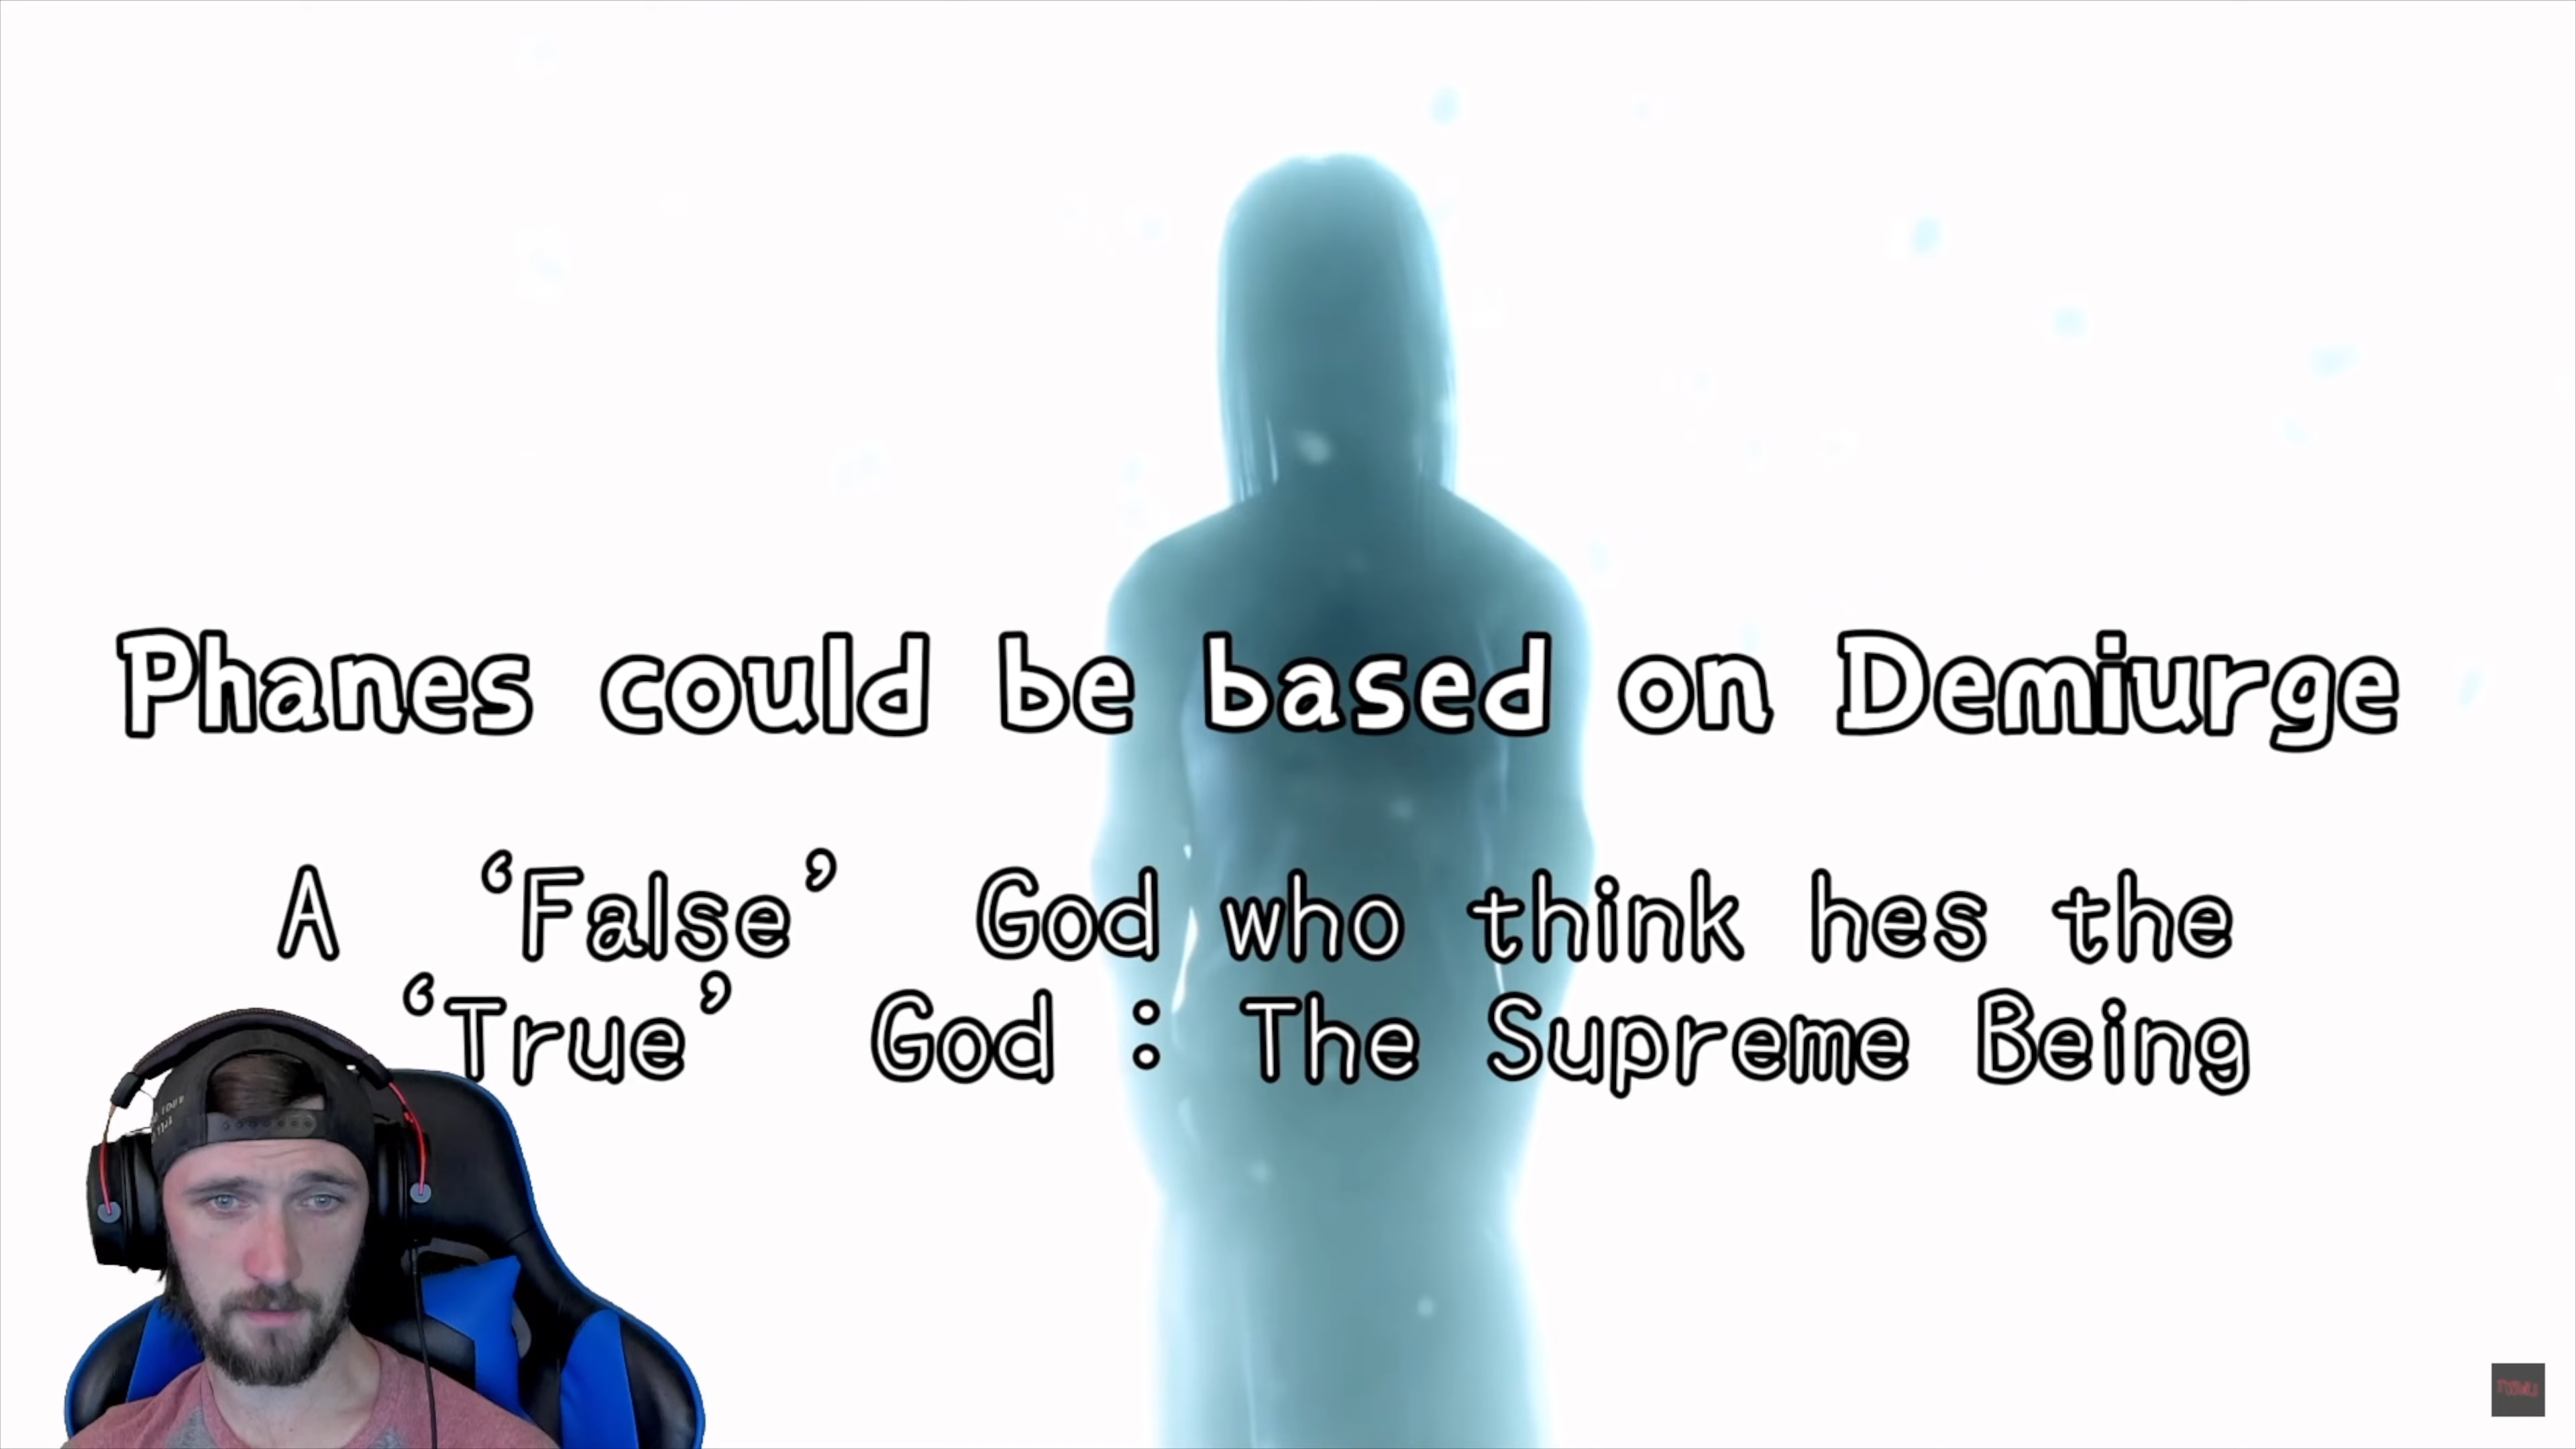 Phanes could be based on Demiurge
A ‘False’ God who think hes the
‘True’ God : The Supreme Being